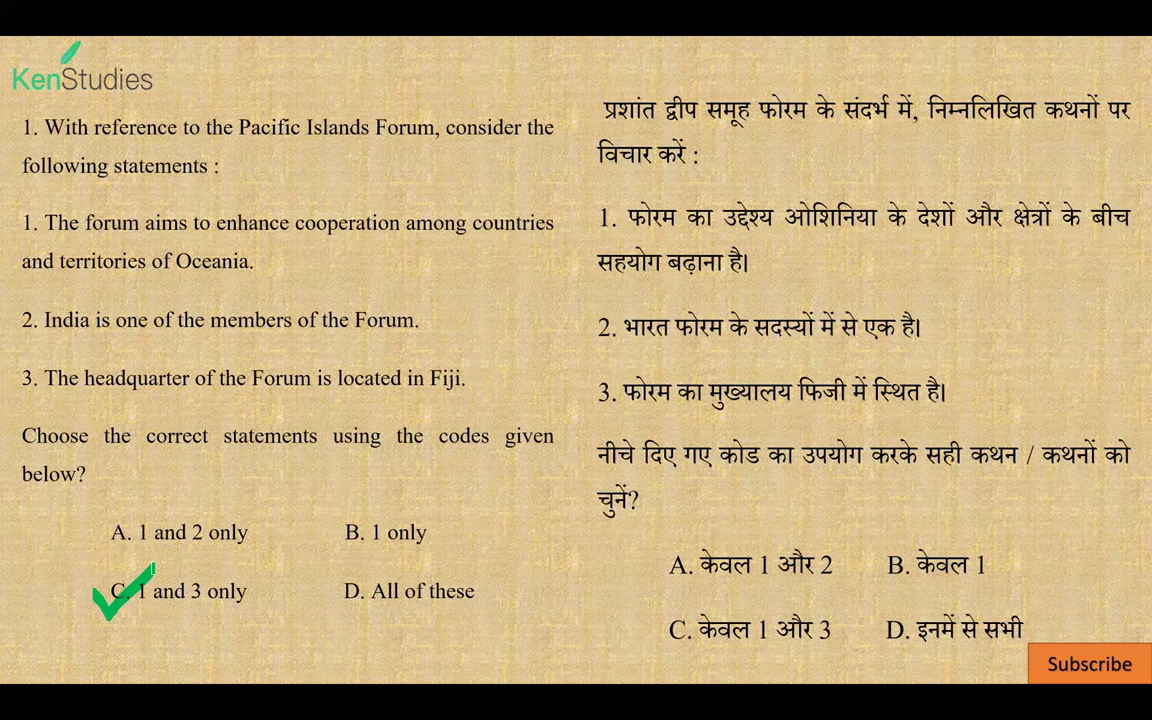 KenStudies
1. With reference to the Pacific Islands Forum, consider the
following statements :
1. The forum aims to enhance cooperation among countries
and territories of Oceania.
2. India is one of the members of the Forum.
3. The headquarter of the Forum is located in Fiji.
Choose the correct statements using the codes given
below?
A. 1 and 2 only B. 1 only
C. 1 and 3 only D. All of these
प्रशांत द्वीप समूह फोरम के संदर्भ में, निम्नलिखित कथनों पर
विचार करें :
1. फोरम का उद्देश्य ओशिनिया के देशों और क्षेत्रों के बीच
सहयोग बढ़ाना है।
2. भारत फोरम के सदस्यों में से एक है।
3. फोरम का मुख्यालय फिजी में स्थित है।
नीचे दिए गए कोड का उपयोग करके सही कथन / कथनों को
चुनें?
A. केवल 1 और 2 B. केवल 1
C. केवल 1 और 3 D. इनमें से सभी
Subscribe